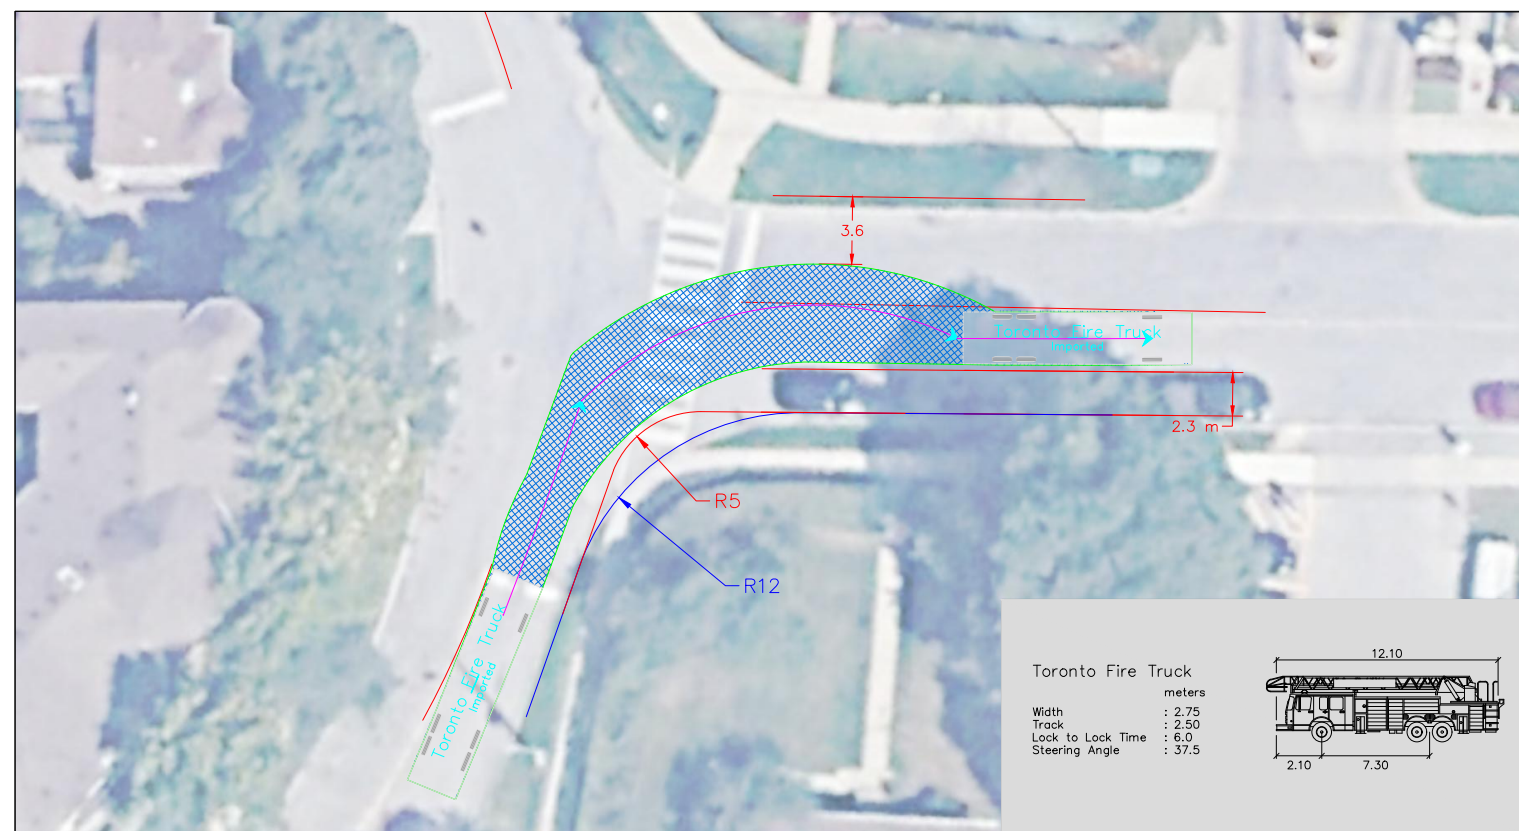 3.6
Toronto Fire Truck
Imported
2.3 m
R5
R12
Toronto Fire Truck
Imported
Toronto Fire Truck
meters
Width : 2.75
Track : 2.50
Lock to Lock Time : 6.0
Steering Angle : 37.5
12.10
2.10 7.30